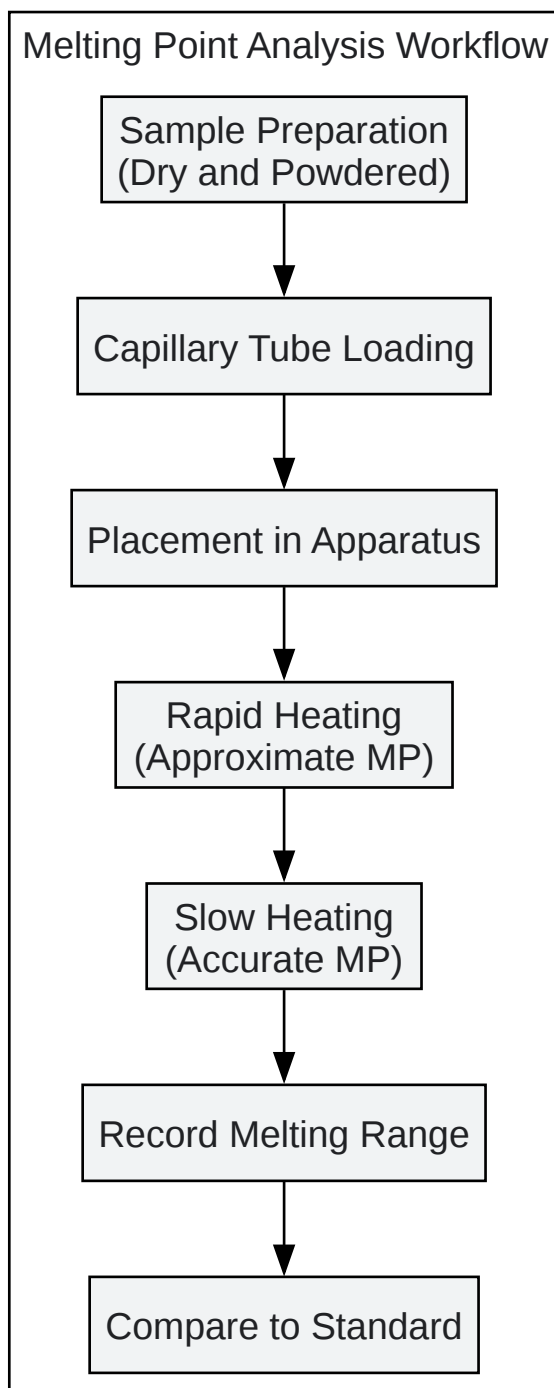 Melting Point Analysis Workflow
Sample Preparation
(Dry and Powdered)
Capillary Tube Loading
Placement in Apparatus
Rapid Heating
(Approximate MP)
Slow Heating
(Accurate MP)
Record Melting Range
Compare to Standard